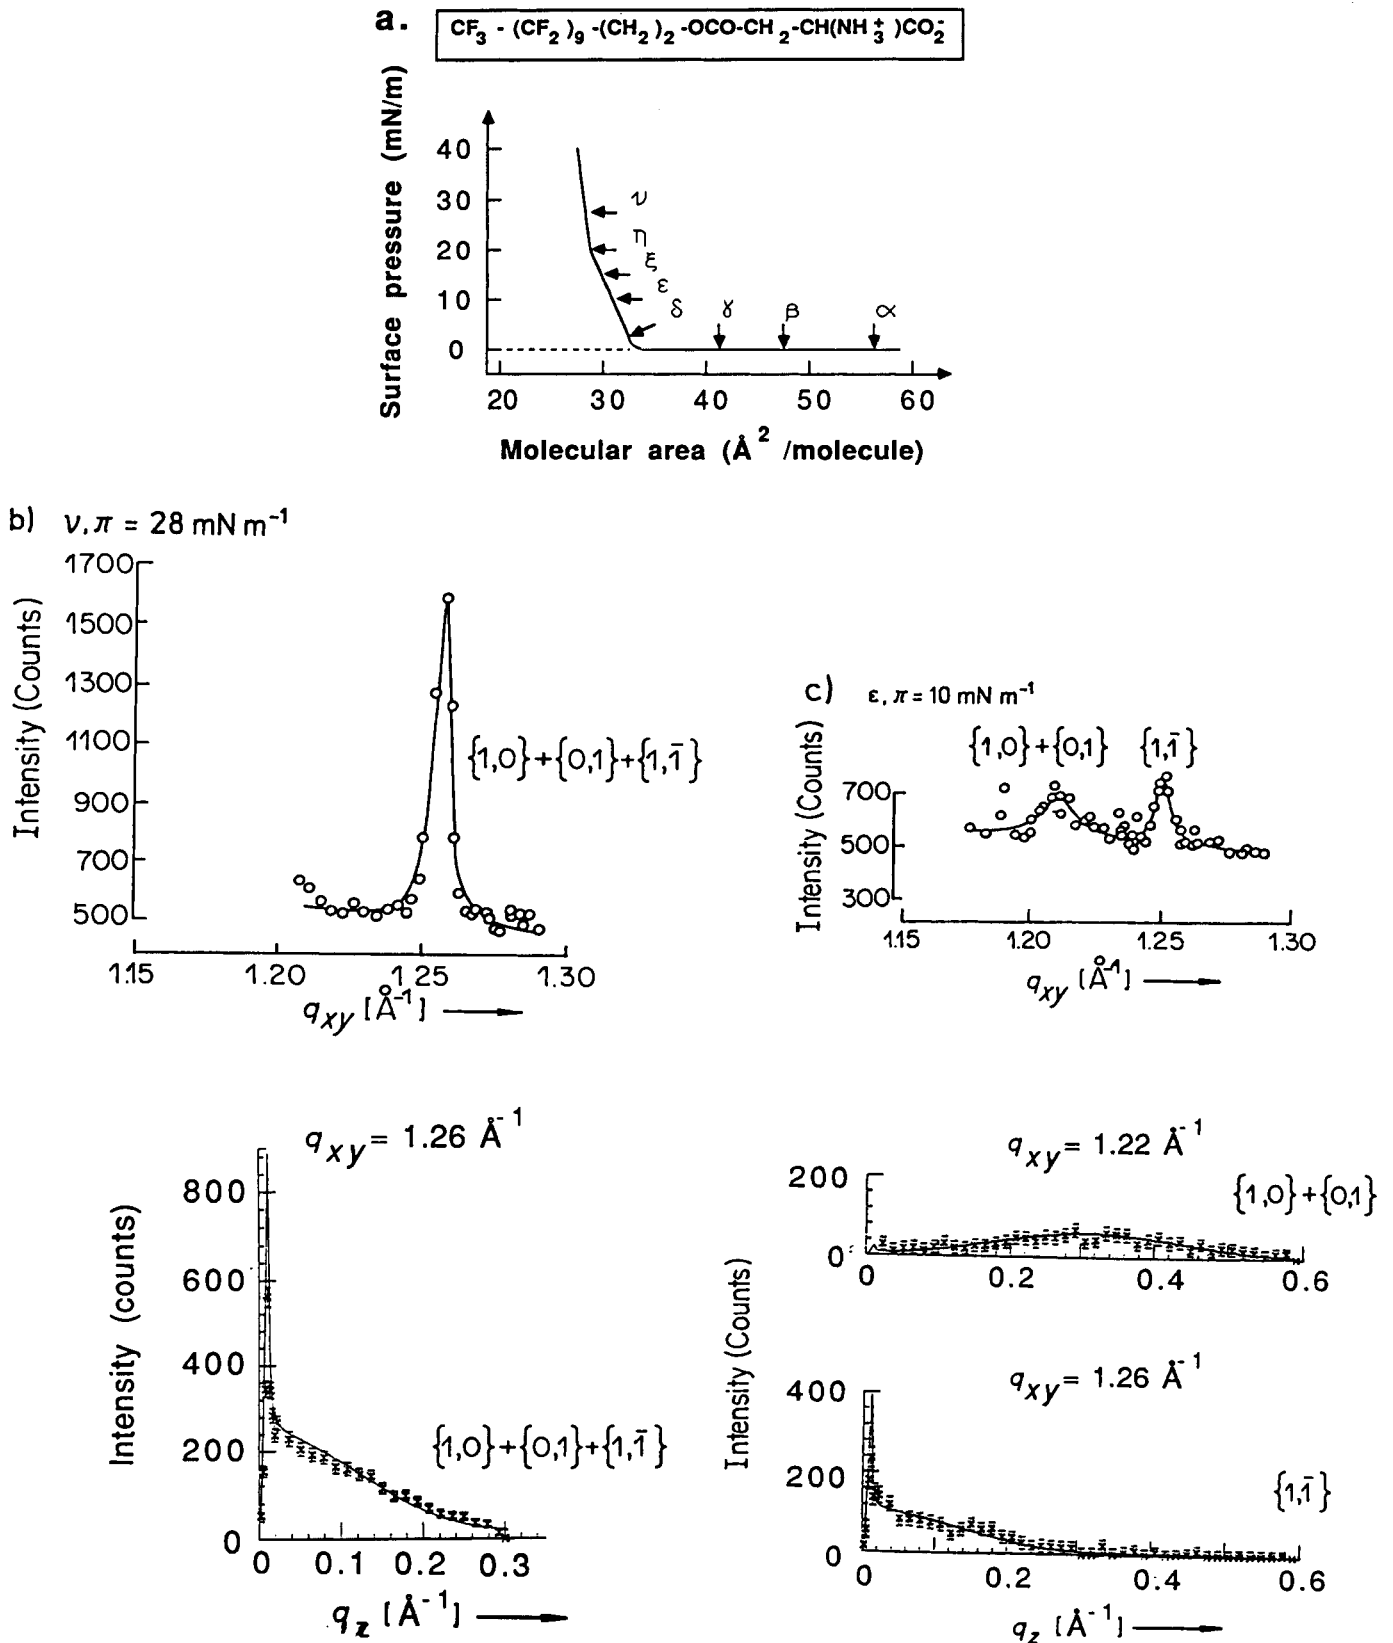 a. CF₃ - (CF₂)₉ -(CH₂)₂ -OCO-CH₂-CH(NH₃⁺)CO₂⁻
Surface pressure (mN/m)
40
30
20
10
0
ν
η
ξ
ε
δ
γ
β
α
20 30 40 50 60
Molecular area (Å² /molecule)
b) ν, π = 28 mN m⁻¹
Intensity (Counts)
1700
1500
1300
1100
900
700
500
{1,0}+{0,1}+{1,1̄}
1.15 1.20 1.25 1.30
q_xy [Å⁻¹]
c) ε, π = 10 mN m⁻¹
{1,0}+{0,1} {1,1̄}
Intensity (Counts)
700
500
300
1.15 1.20 1.25 1.30
q_xy [Å⁻¹]
q_xy = 1.26 Å⁻¹
Intensity (counts)
800
600
400
200
0
{1,0}+{0,1}+{1,1̄}
0 0.1 0.2 0.3
q_z [Å⁻¹]
q_xy = 1.22 Å⁻¹
200
{1,0}+{0,1}
0
0 0.2 0.4 0.6
Intensity (Counts)
q_xy = 1.26 Å⁻¹
400
200
{1,1̄}
0
0 0.2 0.4 0.6
q_z [Å⁻¹]